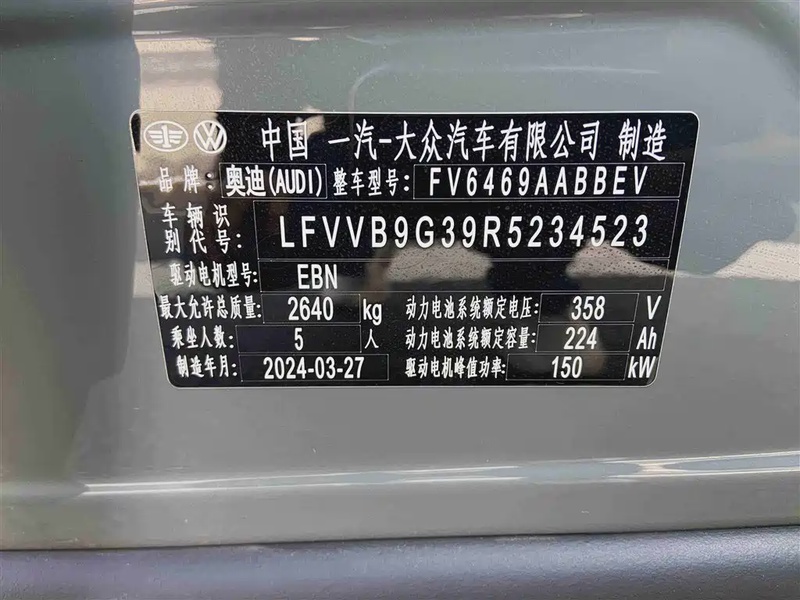 中国 一汽-大众汽车有限公司 制造
品牌: 奥迪(AUDI) 整车型号: FV6469AABBEV
车辆识别代号: LFVVB9G39R5234523
驱动电机型号: EBN
最大允许总质量: 2640 kg 动力电池系统额定电压: 358 V
乘坐人数: 5 人 动力电池系统额定容量: 224 Ah
制造年月: 2024-03-27 驱动电机峰值功率: 150 kW